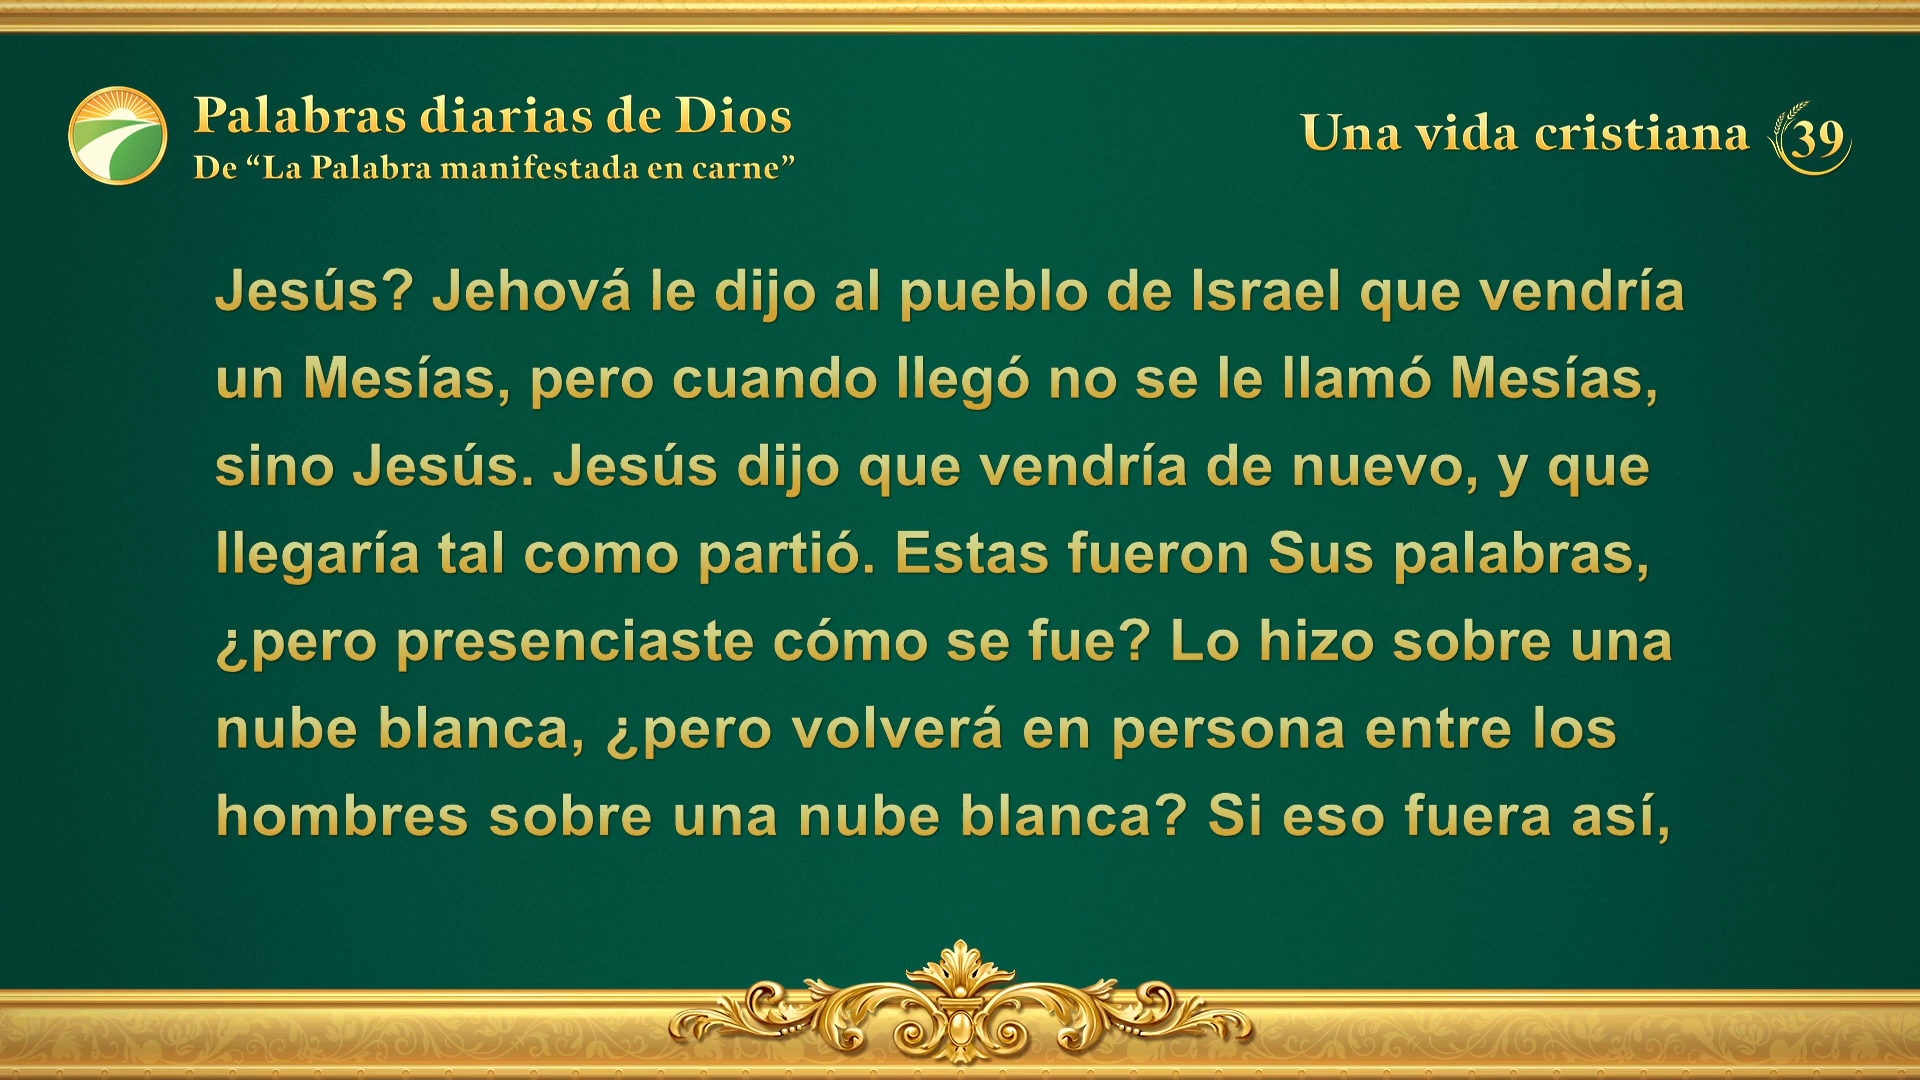 Palabras diarias de Dios
De “La Palabra manifestada en carne”
Una vida cristiana 39
Jesús? Jehová le dijo al pueblo de Israel que vendría
un Mesías, pero cuando llegó no se le llamó Mesías,
sino Jesús. Jesús dijo que vendría de nuevo, y que
llegaría tal como partió. Estas fueron Sus palabras,
¿pero presenciaste cómo se fue? Lo hizo sobre una
nube blanca, ¿pero volverá en persona entre los
hombres sobre una nube blanca? Si eso fuera así,